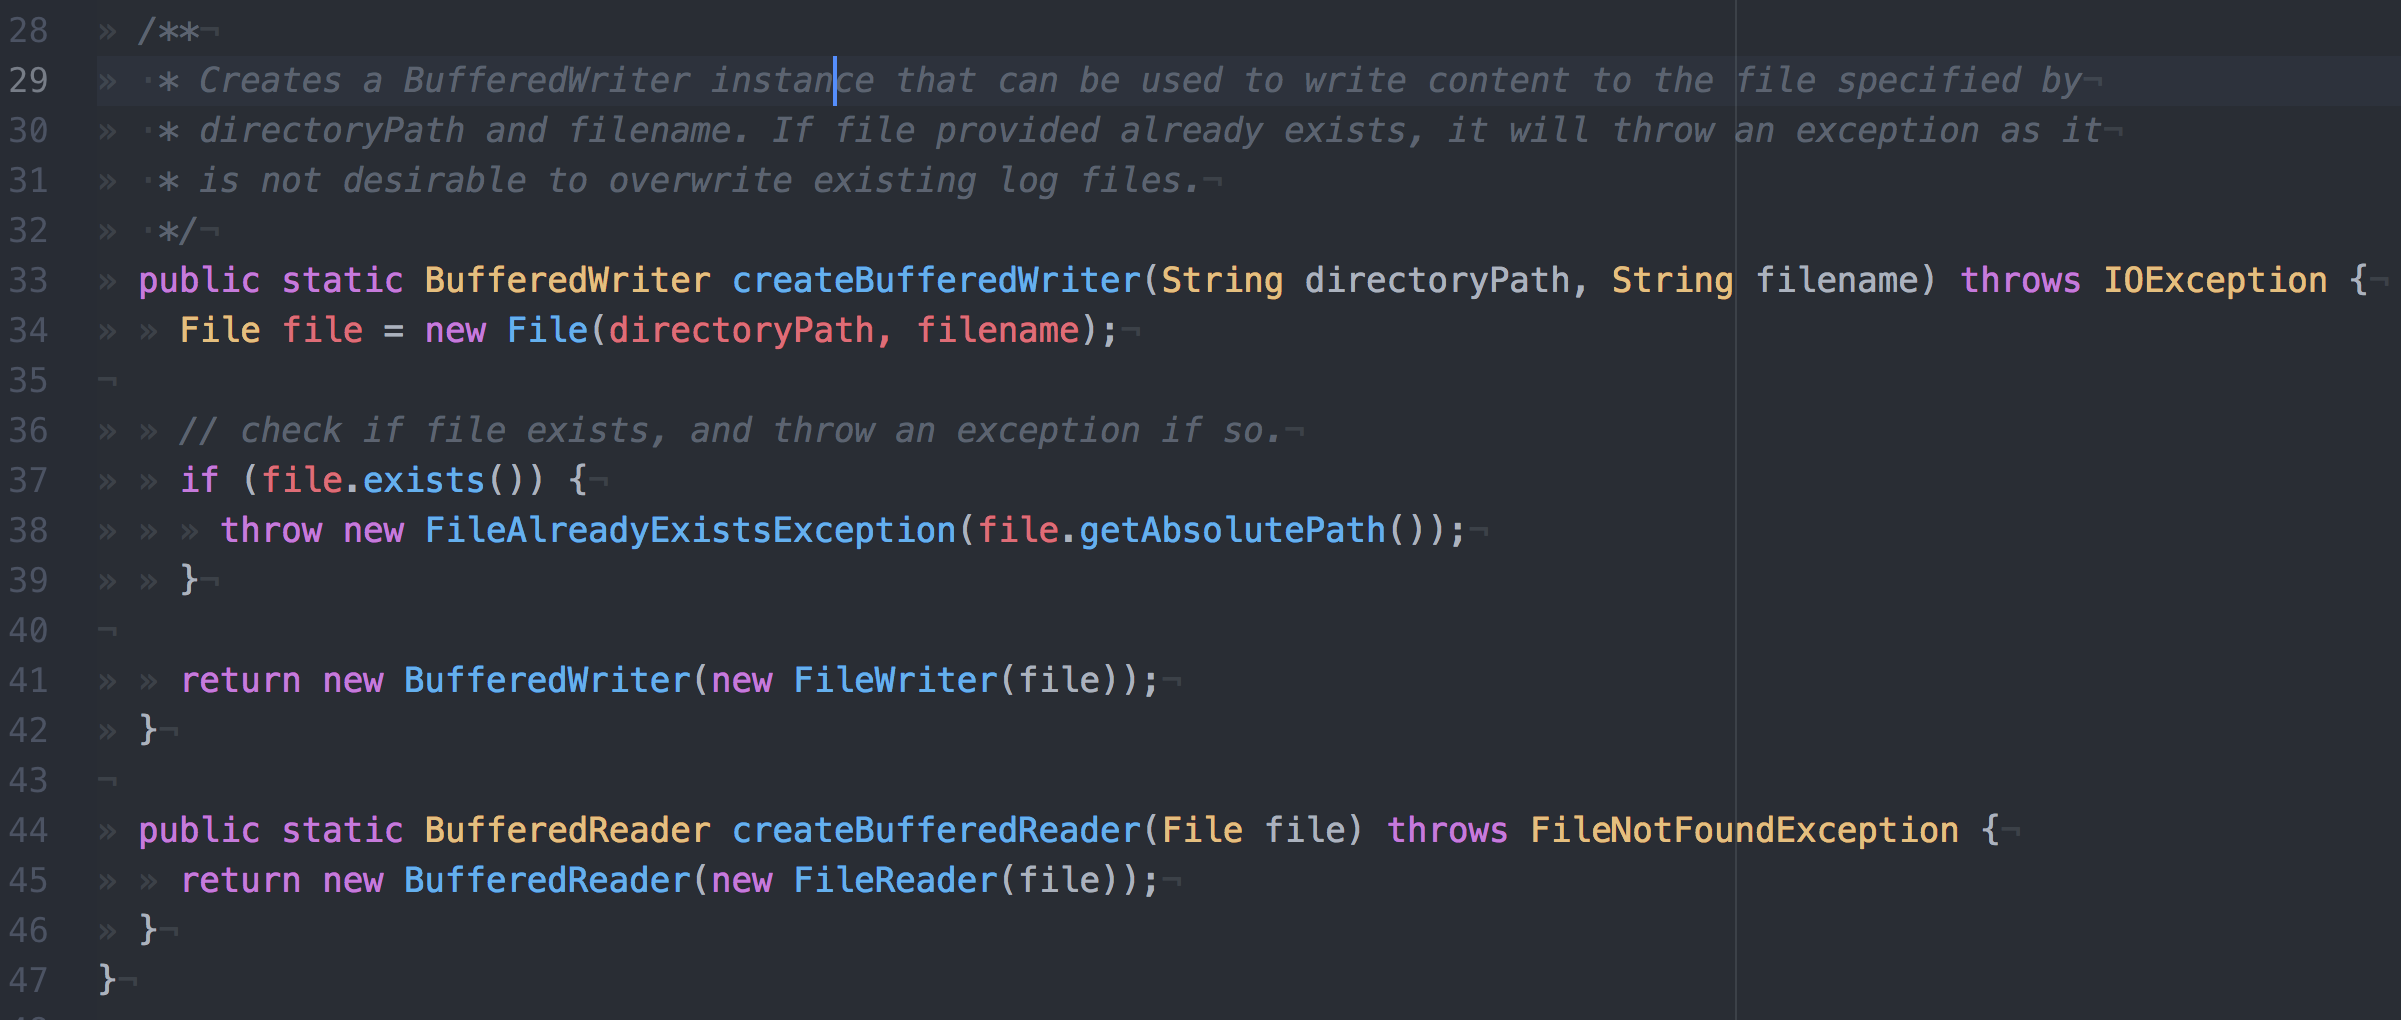 28 » /**¬
29 » ·* Creates a BufferedWriter instance that can be used to write content to the file specified by¬
30 » ·* directoryPath and filename. If file provided already exists, it will throw an exception as it¬
31 » ·* is not desirable to overwrite existing log files.¬
32 » ·*/¬
33 » public static BufferedWriter createBufferedWriter(String directoryPath, String filename) throws IOException {¬
34 » » File file = new File(directoryPath, filename);¬
35 ¬
36 » » // check if file exists, and throw an exception if so.¬
37 » » if (file.exists()) {¬
38 » » » throw new FileAlreadyExistsException(file.getAbsolutePath());¬
39 » » }¬
40 ¬
41 » » return new BufferedWriter(new FileWriter(file));¬
42 » }¬
43 ¬
44 » public static BufferedReader createBufferedReader(File file) throws FileNotFoundException {¬
45 » » return new BufferedReader(new FileReader(file));¬
46 » }¬
47 }¬